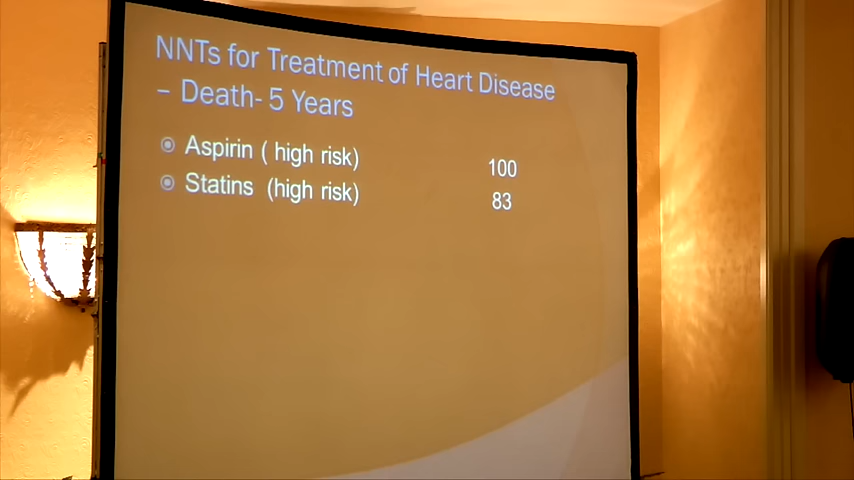 NNTs for Treatment of Heart Disease
– Death- 5 Years
Aspirin ( high risk) 100
Statins (high risk) 83